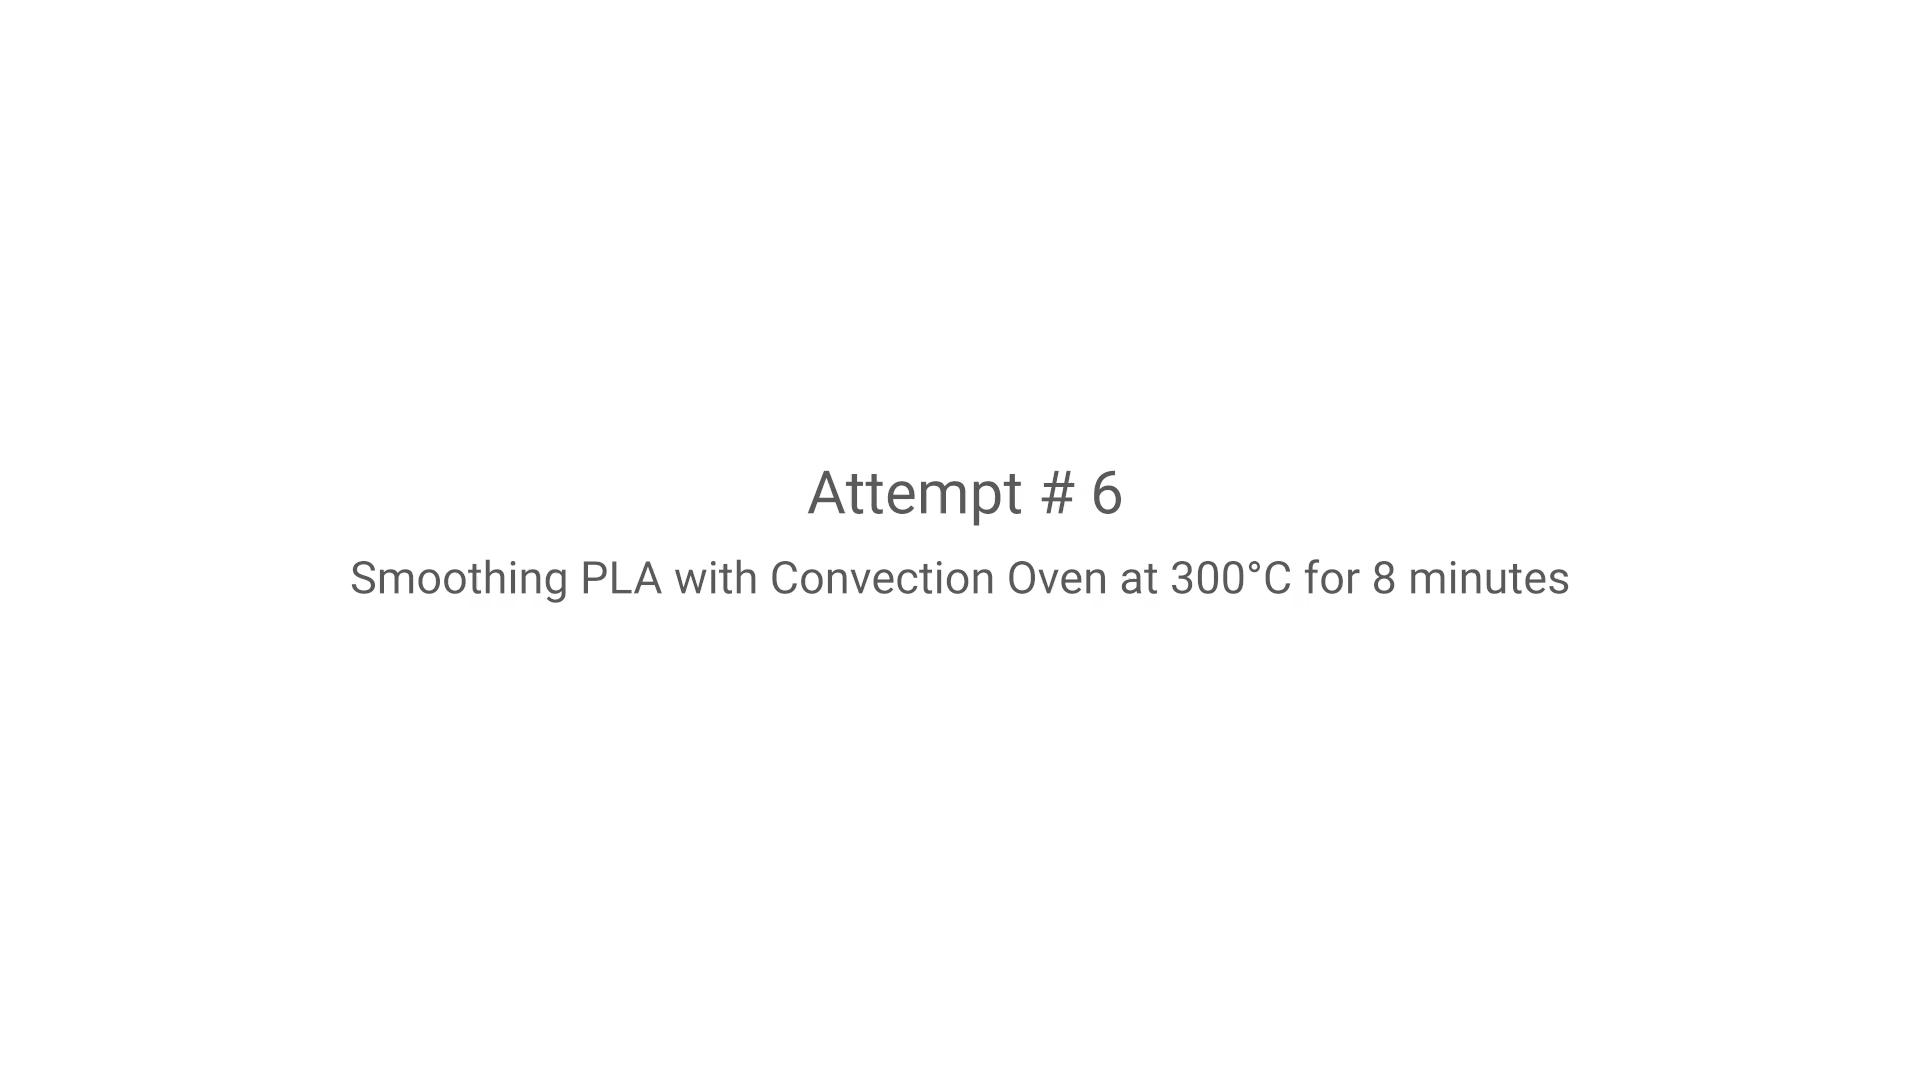 Attempt # 6
Smoothing PLA with Convection Oven at 300°C for 8 minutes